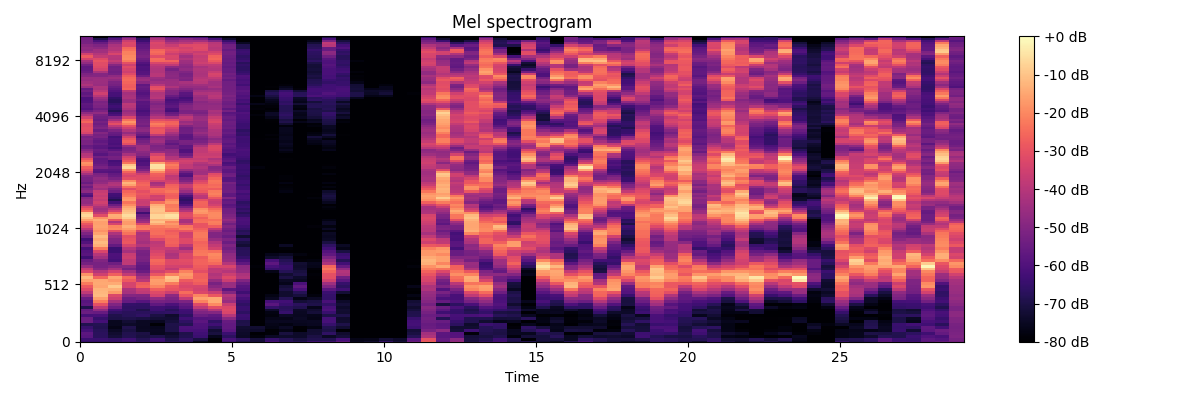 Mel spectrogram
Hz
8192
4096
2048
1024
512
0
0 5 10 15 20 25
Time
+0 dB
-10 dB
-20 dB
-30 dB
-40 dB
-50 dB
-60 dB
-70 dB
-80 dB